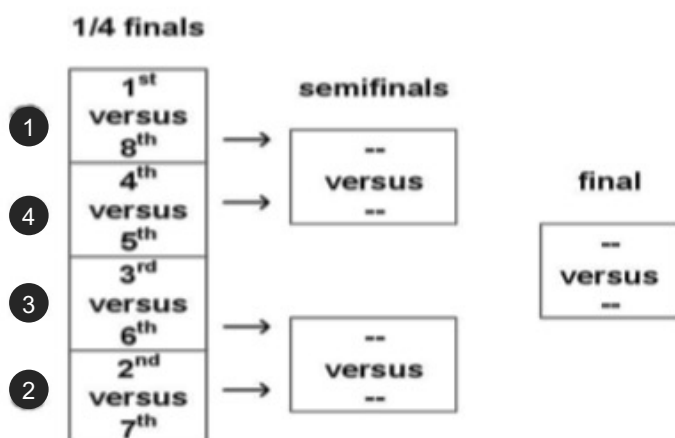 1/4 finals
1
1st
versus
8th
4
4th
versus
5th
3
3rd
versus
6th
2
2nd
versus
7th
semifinals
--
versus
--
--
versus
--
final
--
versus
--